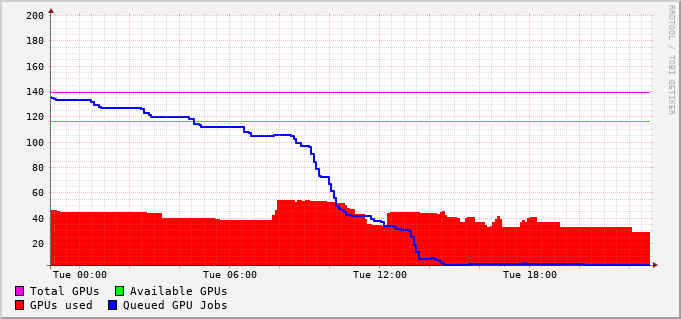 200
180
160
140
120
100
80
60
40
20
Tue 00:00 Tue 06:00 Tue 12:00 Tue 18:00
Total GPUs Available GPUs
GPUs used Queued GPU Jobs
RRDTOOL / TOBI OETIKER